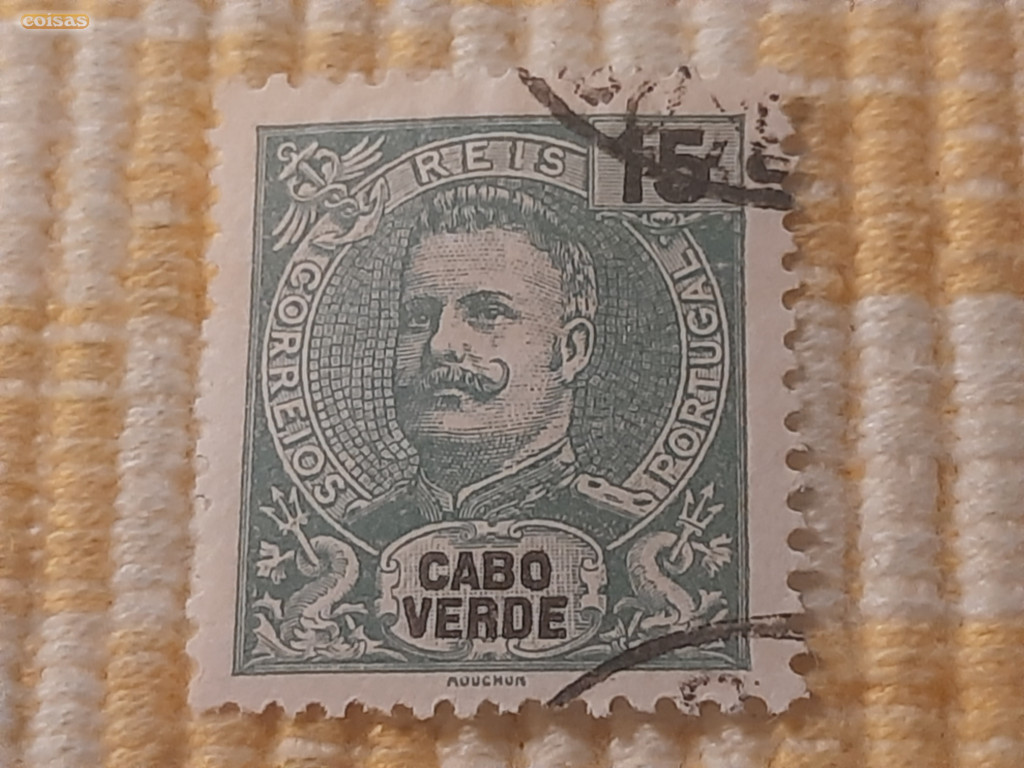 coisas
REIS
15
CORREIOS
PORTUGAL
CABO
VERDE
MOUCHON